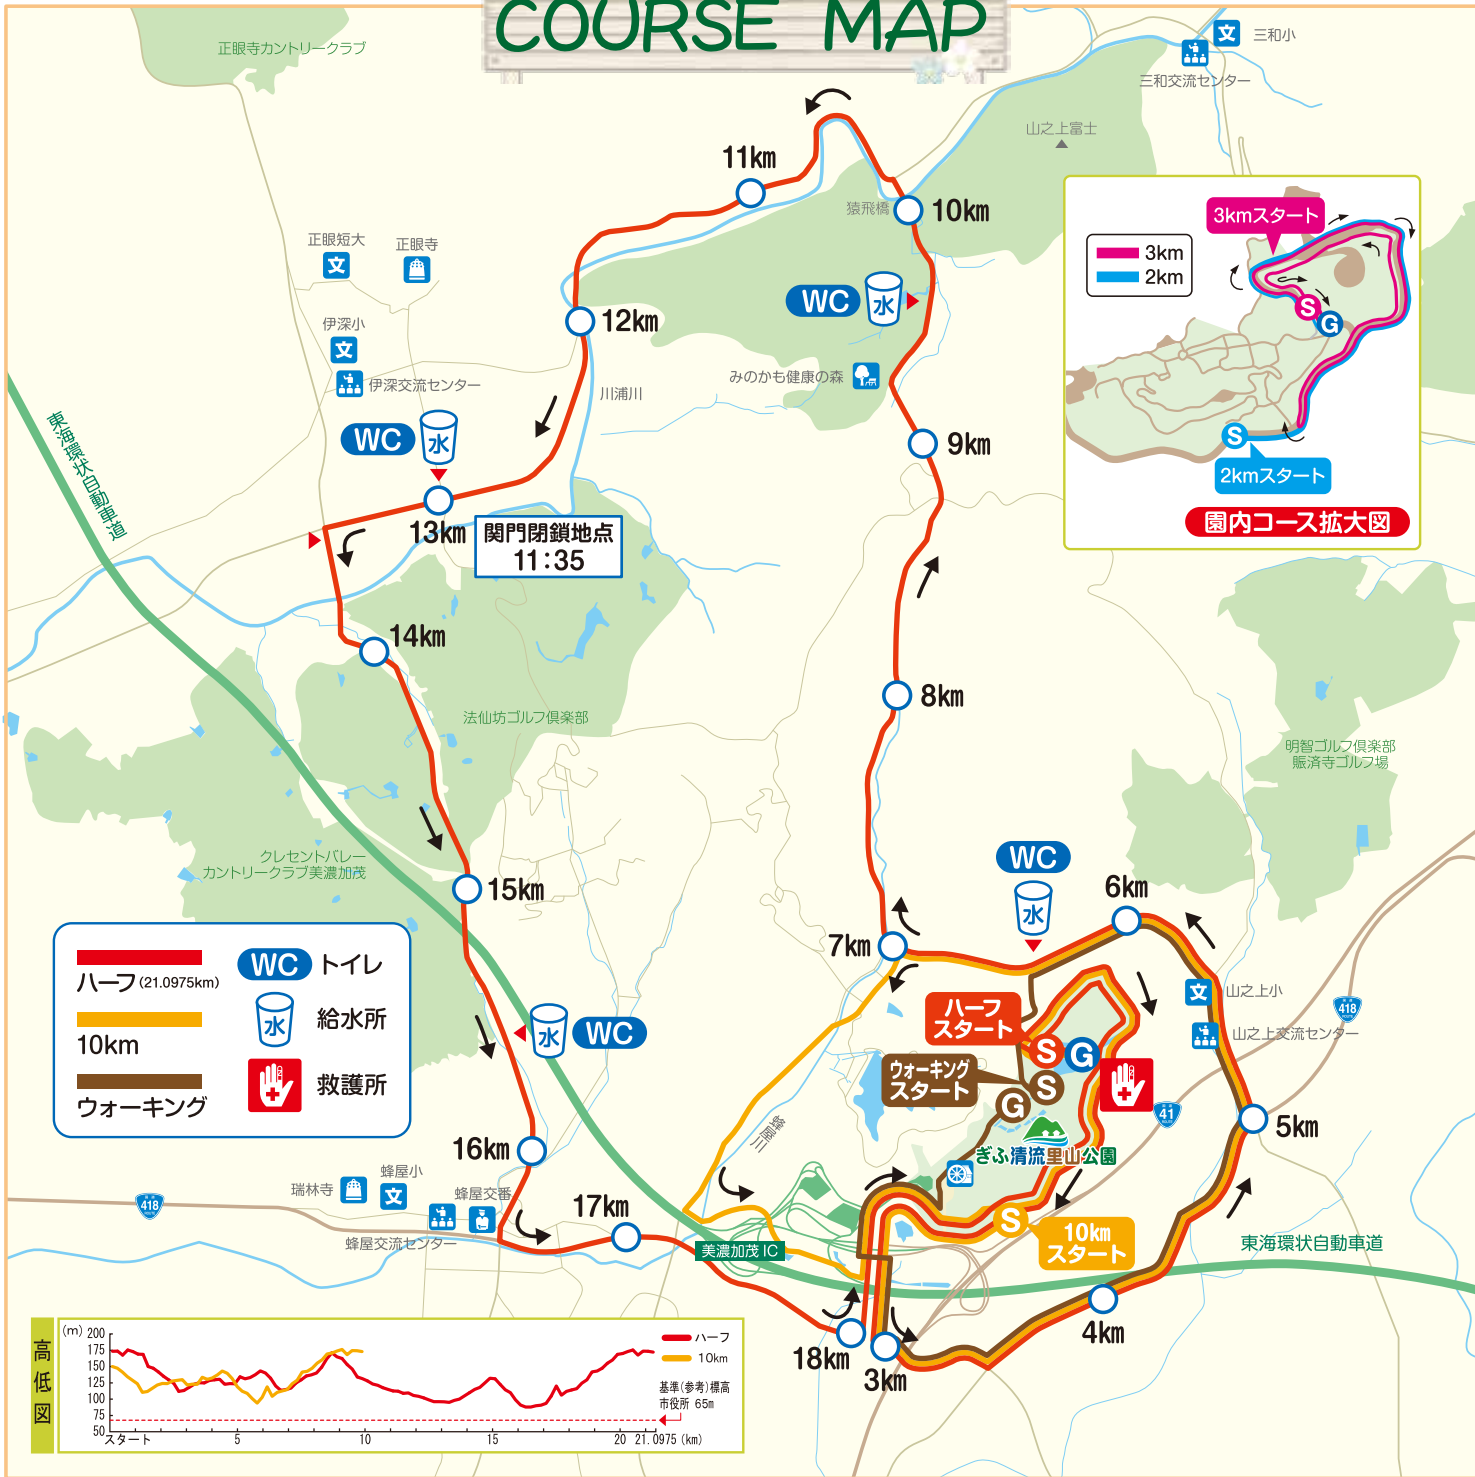 COURSE MAP
正眼寺カントリークラブ
三和小
三和交流センター
山之上富士
11km
猿飛橋
10km
3kmスタート
3km
2km
S
G
S
2kmスタート
園内コース拡大図
正眼短大
正眼寺
文
文
伊深小
文
伊深交流センター
12km
WC
水
みのかも健康の森
川浦川
WC
水
9km
東海環状自動車道
13km
関門閉鎖地点
11:35
14km
8km
法仙坊ゴルフ倶楽部
明智ゴルフ倶楽部
賑済寺ゴルフ場
クレセントバレー
カントリークラブ美濃加茂
15km
WC
水
6km
7km
ハーフ (21.0975km)
10km
ウォーキング
WC トイレ
水 給水所
救護所
水 WC
ハーフ
スタート
S
G
ウォーキング
スタート
S
G
文
山之上小
山之上交流センター
418
41
5km
ぎふ清流里山公園
蜂屋川
16km
蜂屋小
文
瑞林寺
418
蜂屋交番
蜂屋交流センター
17km
美濃加茂 IC
S
10km
スタート
東海環状自動車道
4km
18km
3km
高低図
(m)
200
175
150
125
100
75
50
スタート
5
10
15
20
21.0975 (km)
ハーフ
10km
基準(参考)標高
市役所 65m